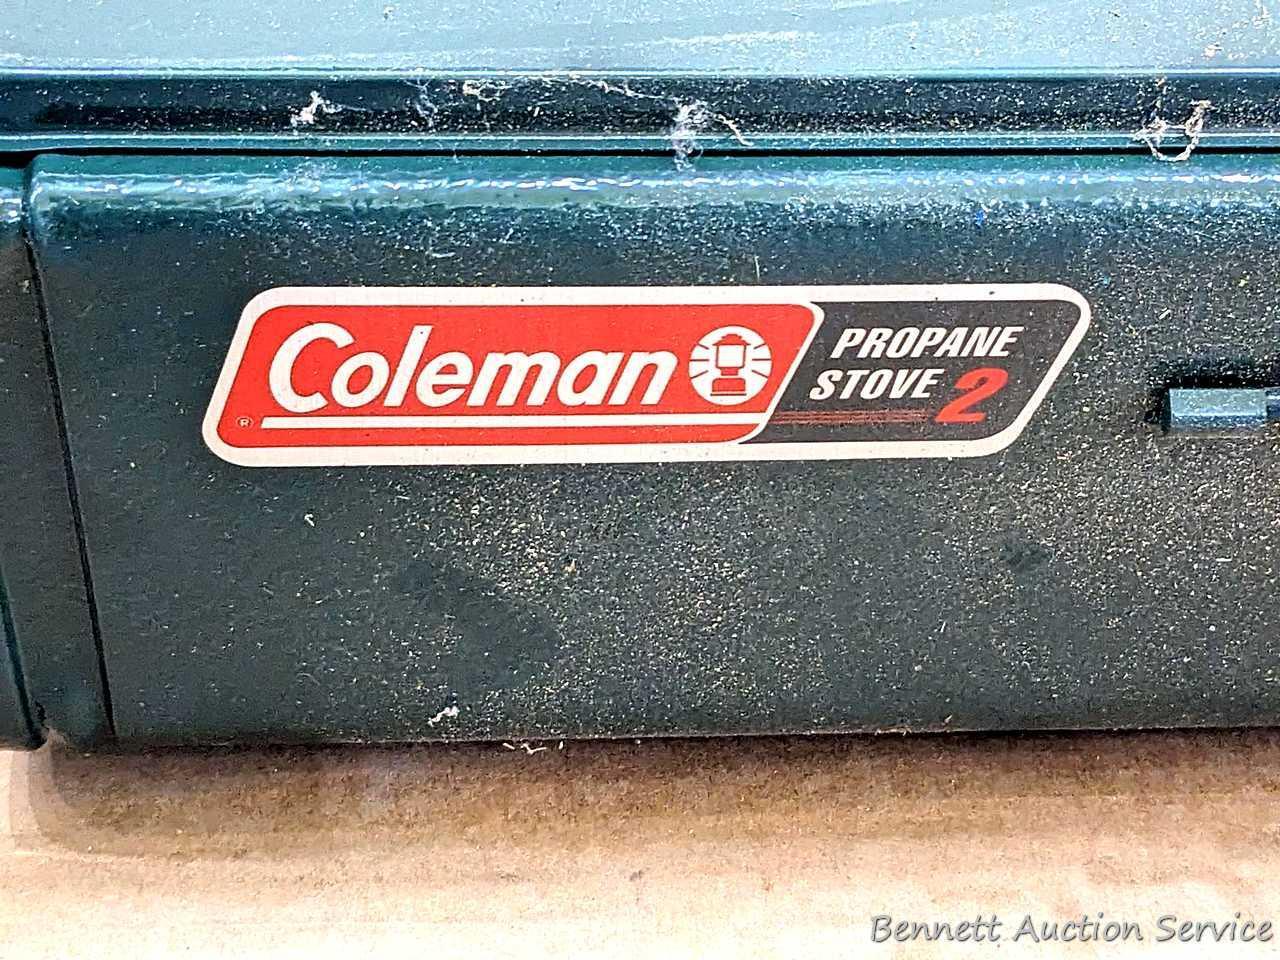 Coleman
®
PROPANE
STOVE 2
Bennett Auction Service